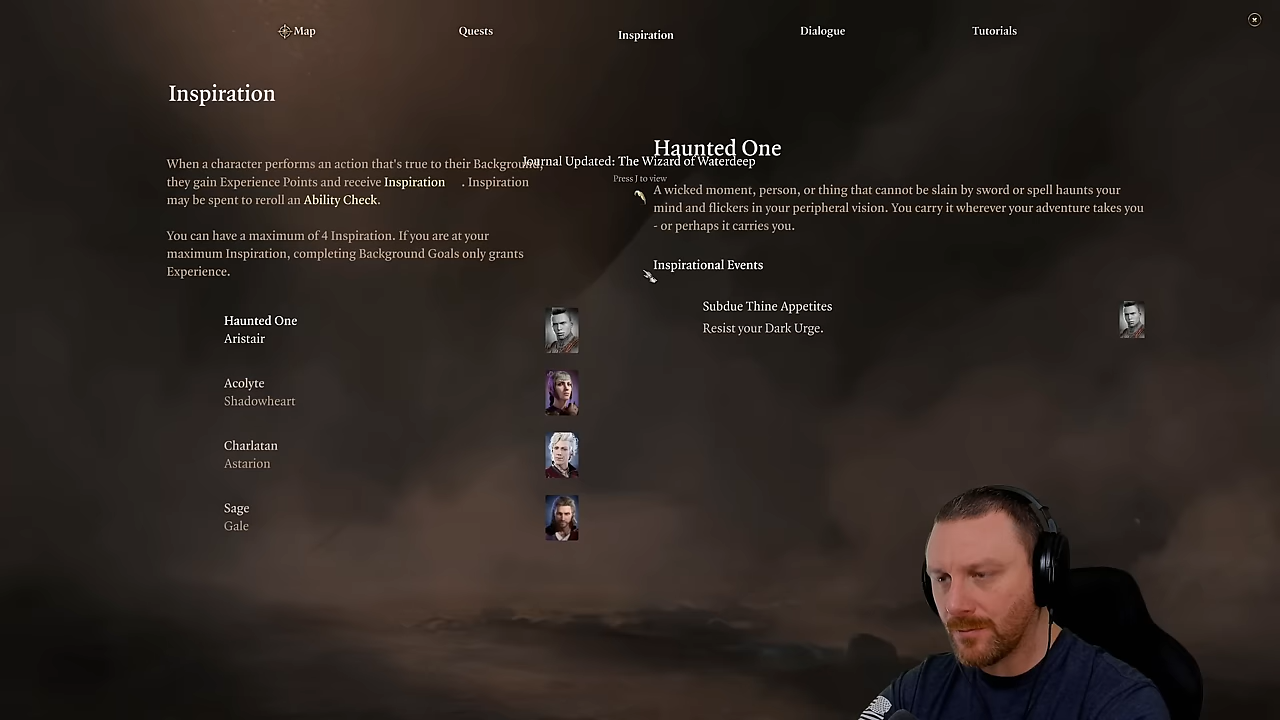 Map
Quests
Inspiration
Dialogue
Tutorials
Inspiration
When a character performs an action that's true to their Background,
they gain Experience Points and receive Inspiration . Inspiration
may be spent to reroll an Ability Check.
You can have a maximum of 4 Inspiration. If you are at your
maximum Inspiration, completing Background Goals only grants
Experience.
Haunted One
Aristair
Acolyte
Shadowheart
Charlatan
Astarion
Sage
Gale
Haunted One
Journal Updated: The Wizard of Waterdeep
Press J to view
A wicked moment, person, or thing that cannot be slain by sword or spell haunts your
mind and flickers in your peripheral vision. You carry it wherever your adventure takes you
- or perhaps it carries you.
Inspirational Events
Subdue Thine Appetites
Resist your Dark Urge.